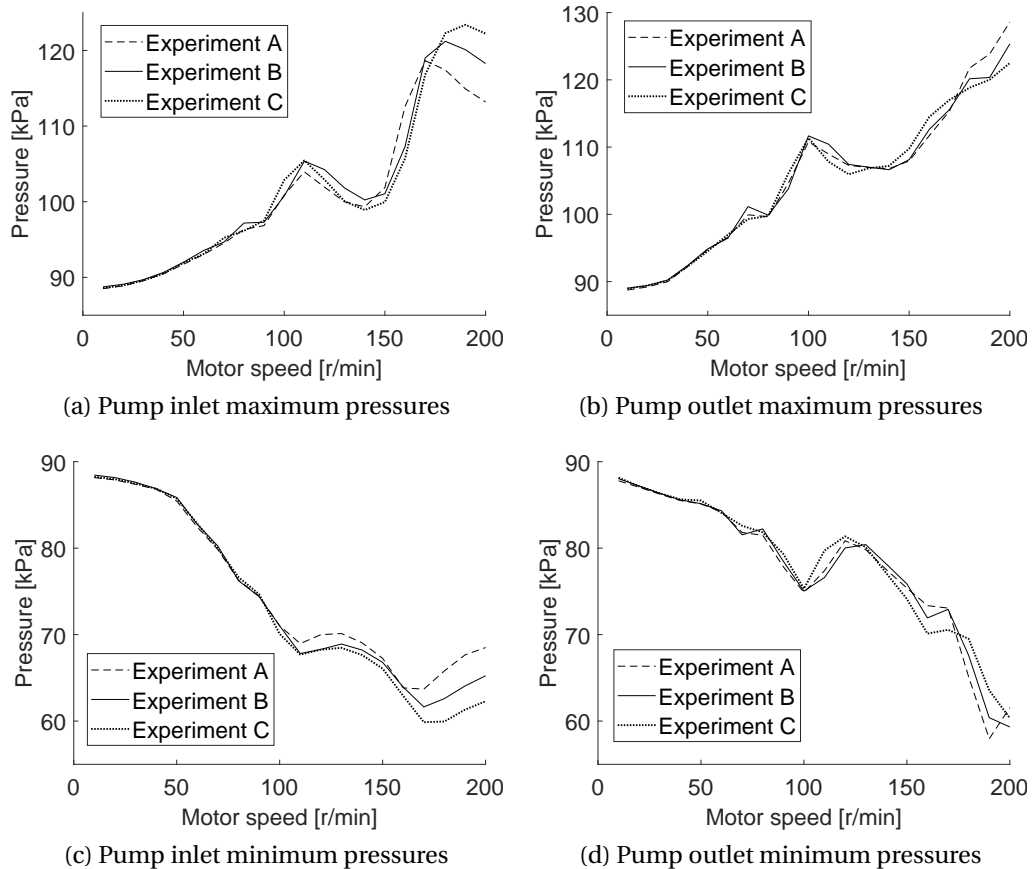 120
110
100
90
Pressure [kPa]
Experiment A
Experiment B
Experiment C
0 50 100 150 200
Motor speed [r/min]
(a) Pump inlet maximum pressures
130
120
110
100
90
Pressure [kPa]
Experiment A
Experiment B
Experiment C
0 50 100 150 200
Motor speed [r/min]
(b) Pump outlet maximum pressures
90
80
70
60
Pressure [kPa]
Experiment A
Experiment B
Experiment C
0 50 100 150 200
Motor speed [r/min]
(c) Pump inlet minimum pressures
90
80
70
60
Pressure [kPa]
Experiment A
Experiment B
Experiment C
0 50 100 150 200
Motor speed [r/min]
(d) Pump outlet minimum pressures